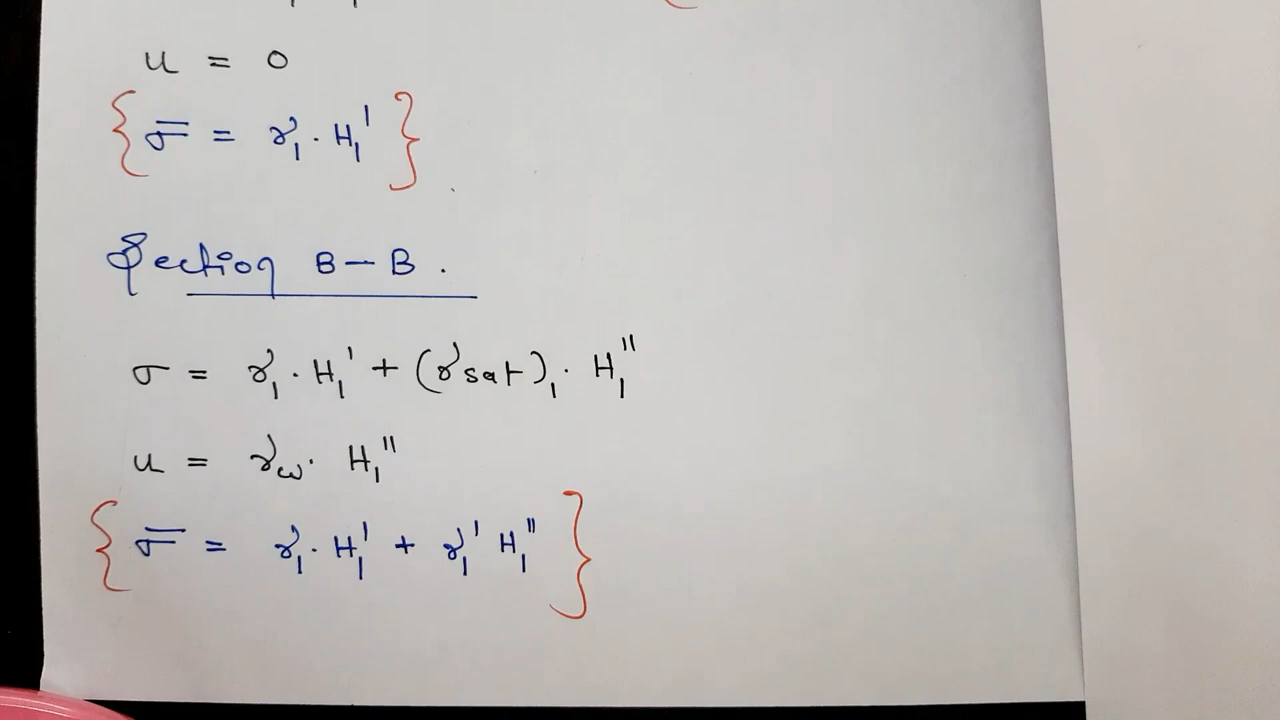 u = 0
{ σ̄ = γ₁ · H₁' }
Section B – B .
σ = γ₁ · H₁' + (γsat)₁ · H₁''
u = γω · H₁''
{ σ̄ = γ₁ · H₁' + γ₁' H₁'' }